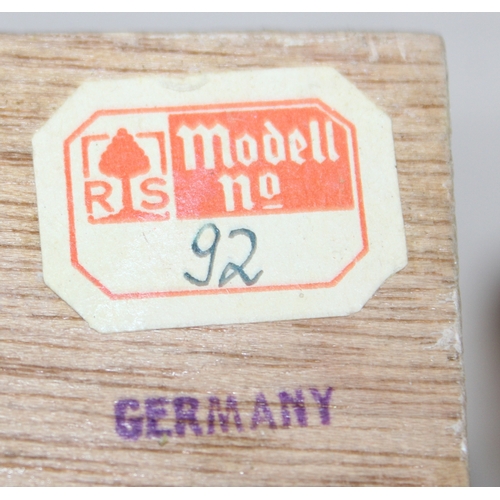 R S
Modell
no
92
GERMANY